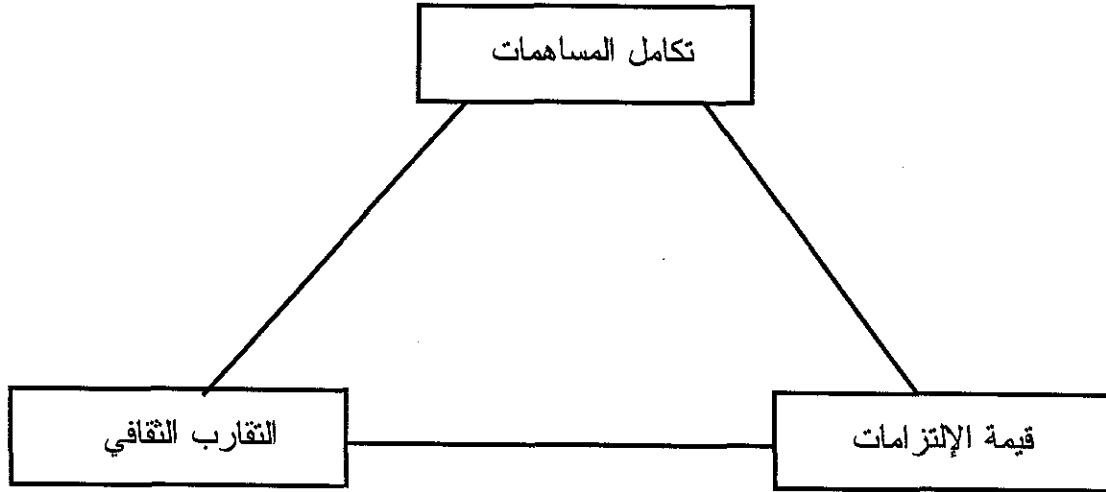 تكامل المساهمات
قيمة الإلتزامات
التقارب الثقافي